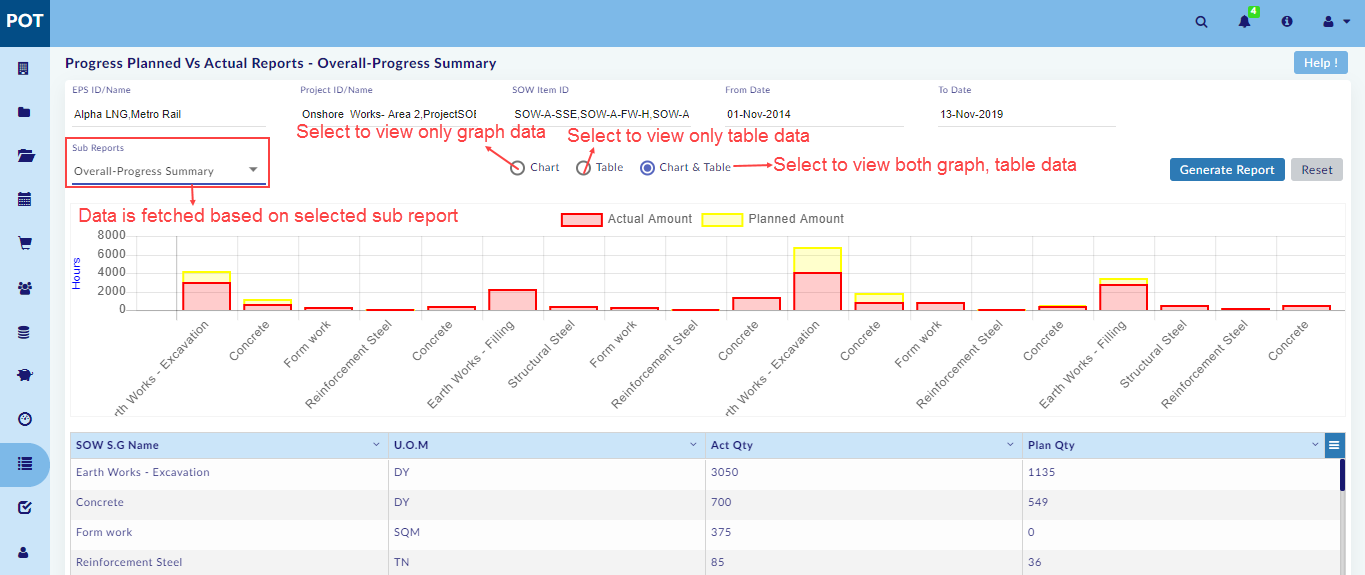 POT
4
Progress Planned Vs Actual Reports - Overall-Progress Summary
Help !
EPS ID/Name
Project ID/Name
SOW Item ID
From Date
To Date
Alpha LNG,Metro Rail
Onshore Works- Area 2,ProjectSOE
SOW-A-SSE,SOW-A-FW-H,SOW-A
01-Nov-2014
13-Nov-2019
Select to view only graph data
Select to view only table data
Sub Reports
Overall-Progress Summary
Chart
Table
Chart & Table
Select to view both graph, table data
Generate Report
Reset
Data is fetched based on selected sub report
Actual Amount
Planned Amount
Hours
8000
6000
4000
2000
0
rth Works - Excavation
Concrete
Form work
Reinforcement Steel
Concrete
Earth Works - Filling
Structural Steel
Form work
Reinforcement Steel
Concrete
rth Works - Excavation
Concrete
Form work
Reinforcement Steel
Concrete
Earth Works - Filling
Structural Steel
Reinforcement Steel
Concrete
SOW S.G Name
U.O.M
Act Qty
Plan Qty
Earth Works - Excavation
DY
3050
1135
Concrete
DY
700
549
Form work
SQM
375
0
Reinforcement Steel
TN
85
36